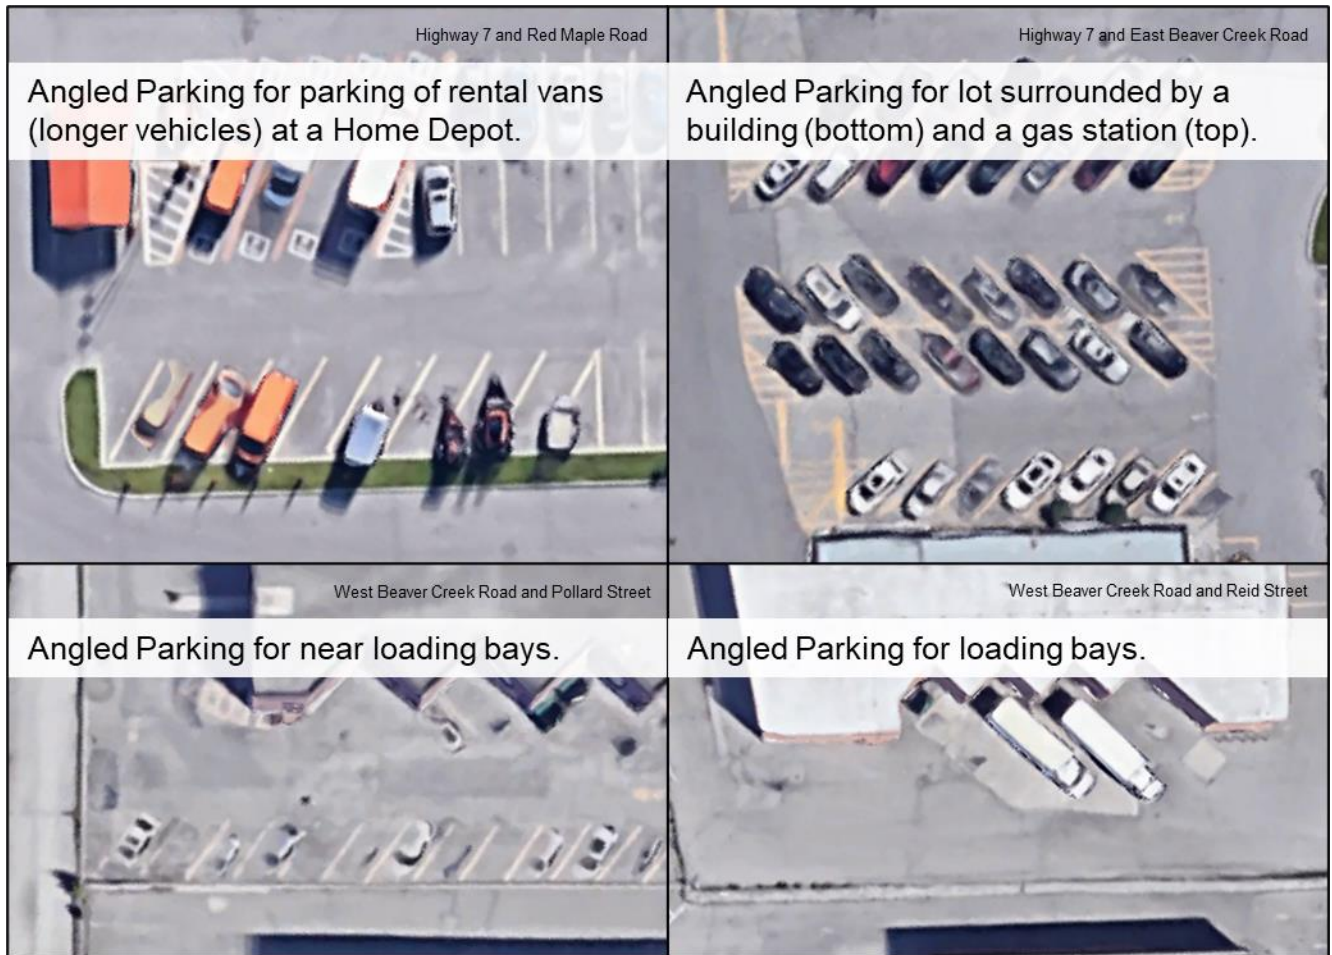 Highway 7 and Red Maple Road
Angled Parking for parking of rental vans
(longer vehicles) at a Home Depot.
Highway 7 and East Beaver Creek Road
Angled Parking for lot surrounded by a
building (bottom) and a gas station (top).
West Beaver Creek Road and Pollard Street
Angled Parking for near loading bays.
West Beaver Creek Road and Reid Street
Angled Parking for loading bays.